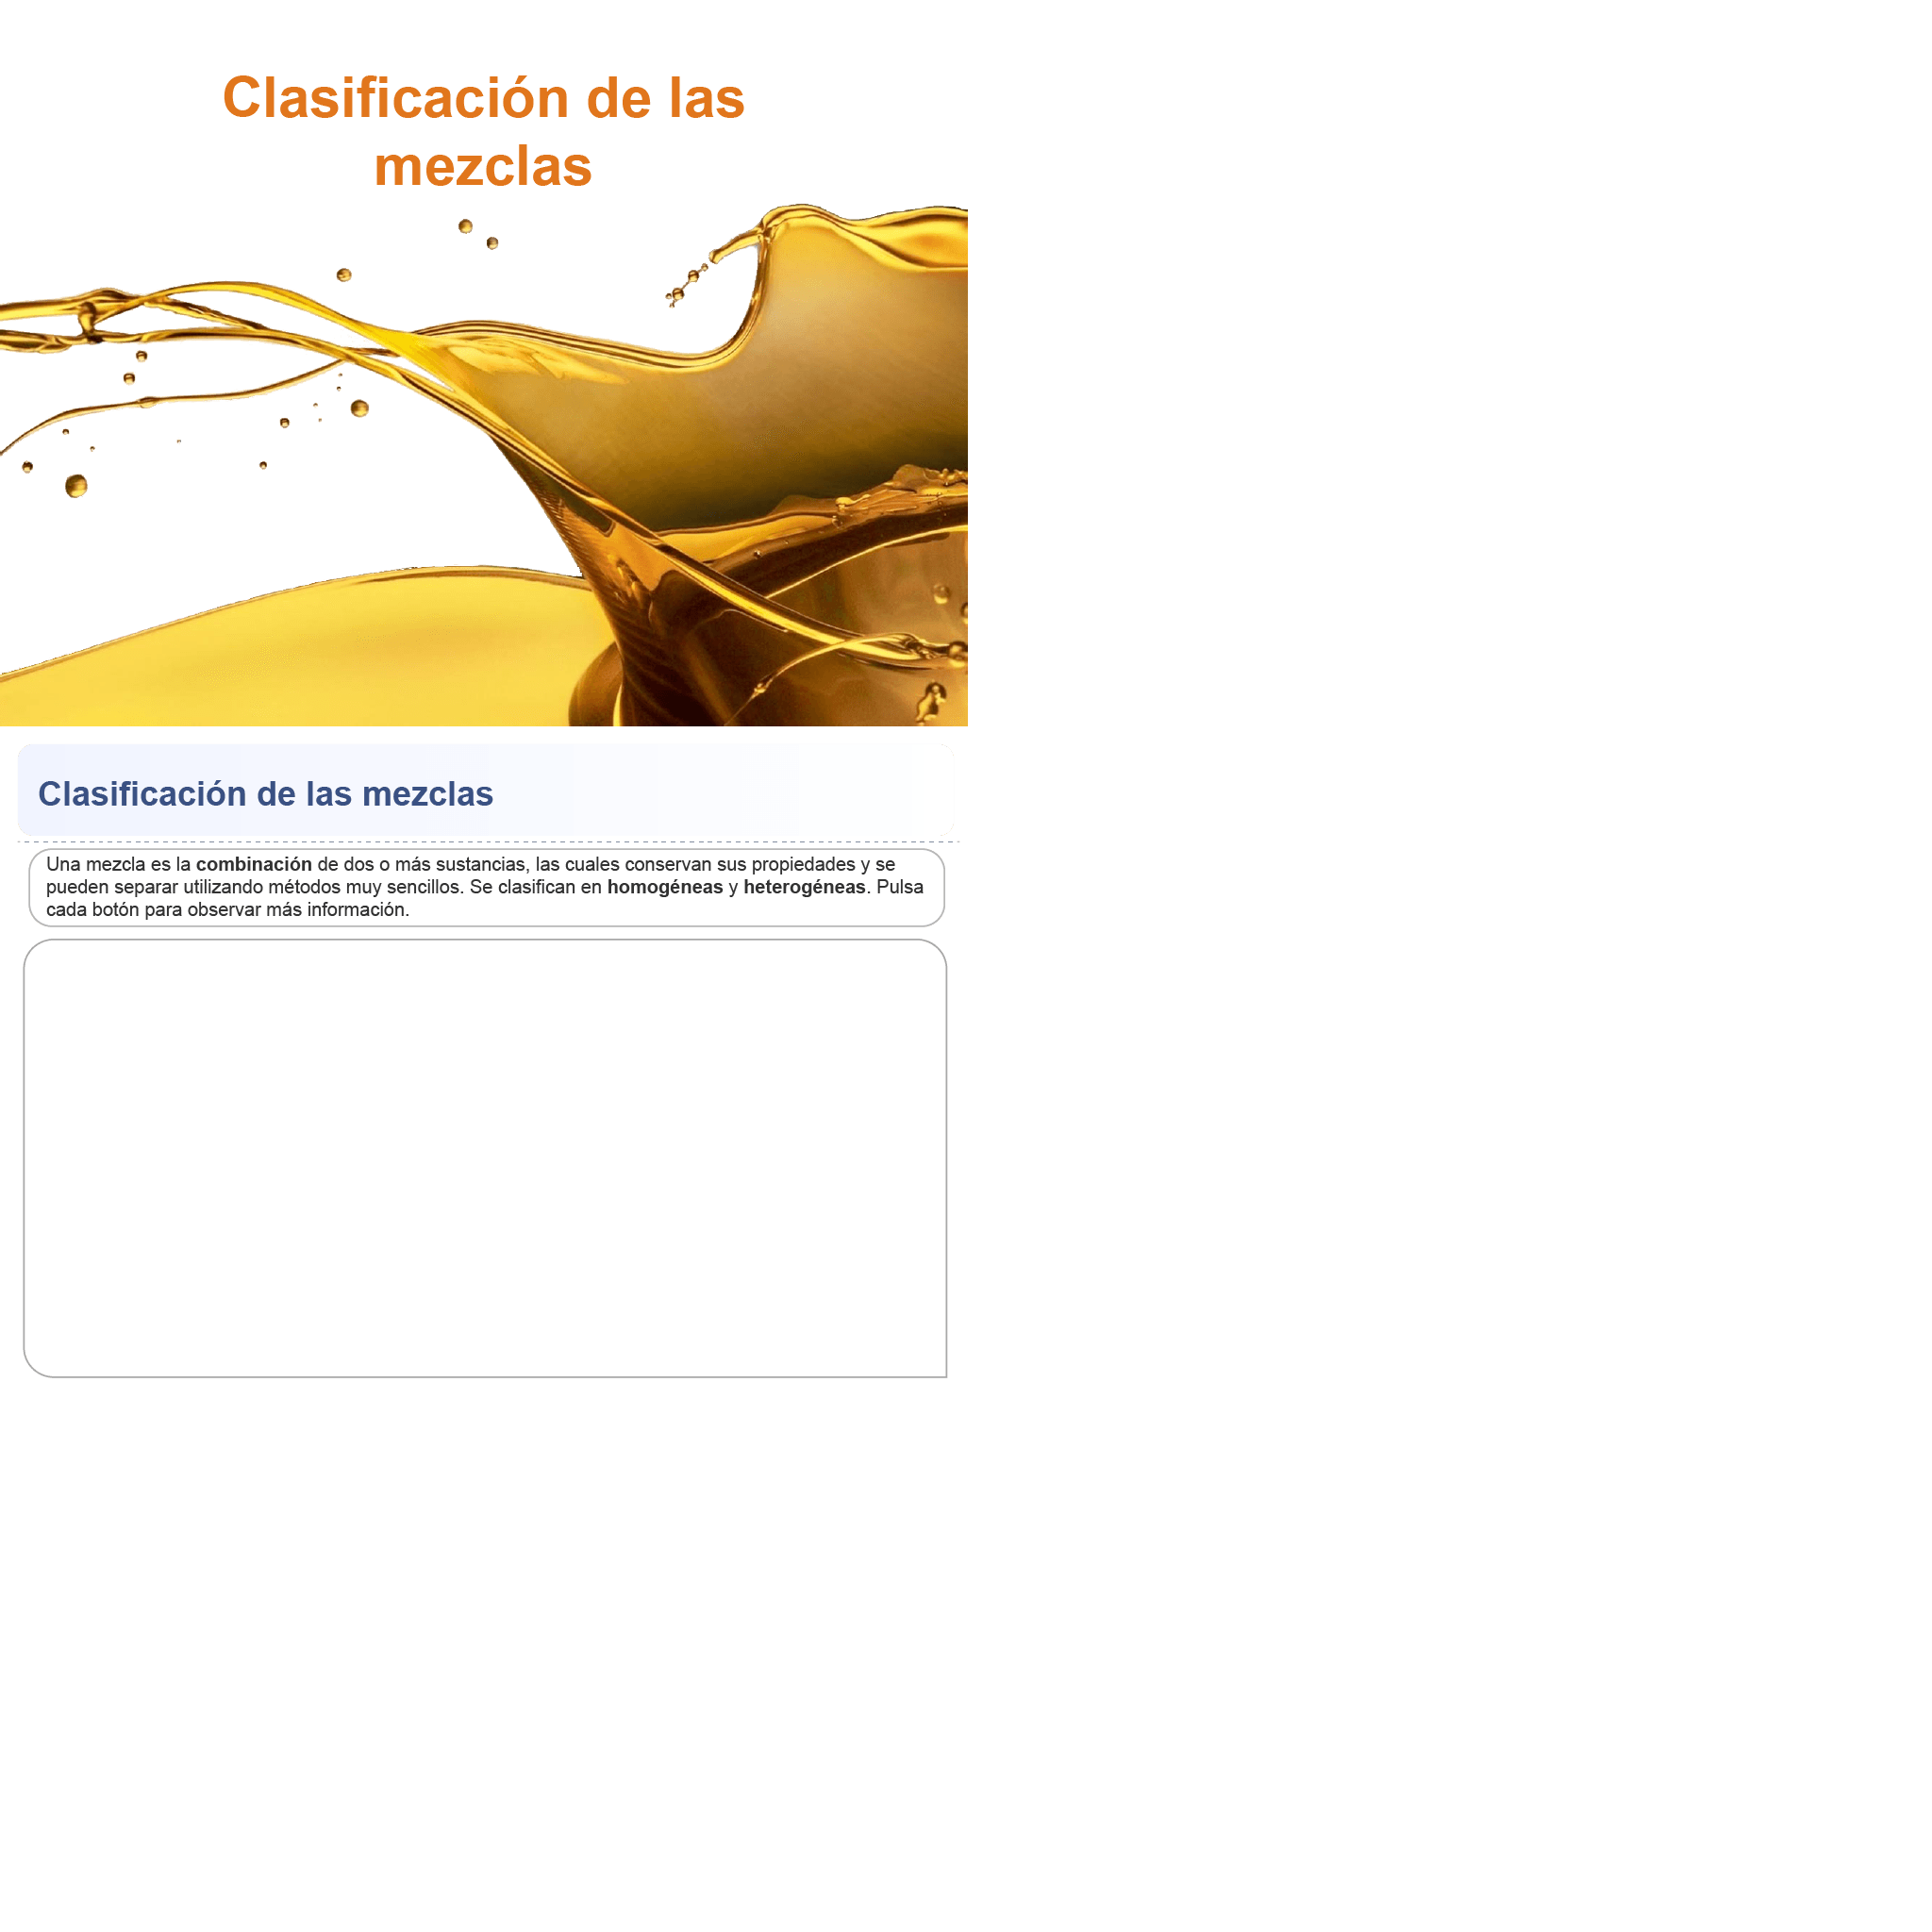 Clasificación de las
mezclas
Clasificación de las mezclas
Una mezcla es la combinación de dos o más sustancias, las cuales conservan sus propiedades y se
pueden separar utilizando métodos muy sencillos. Se clasifican en homogéneas y heterogéneas. Pulsa
cada botón para observar más información.